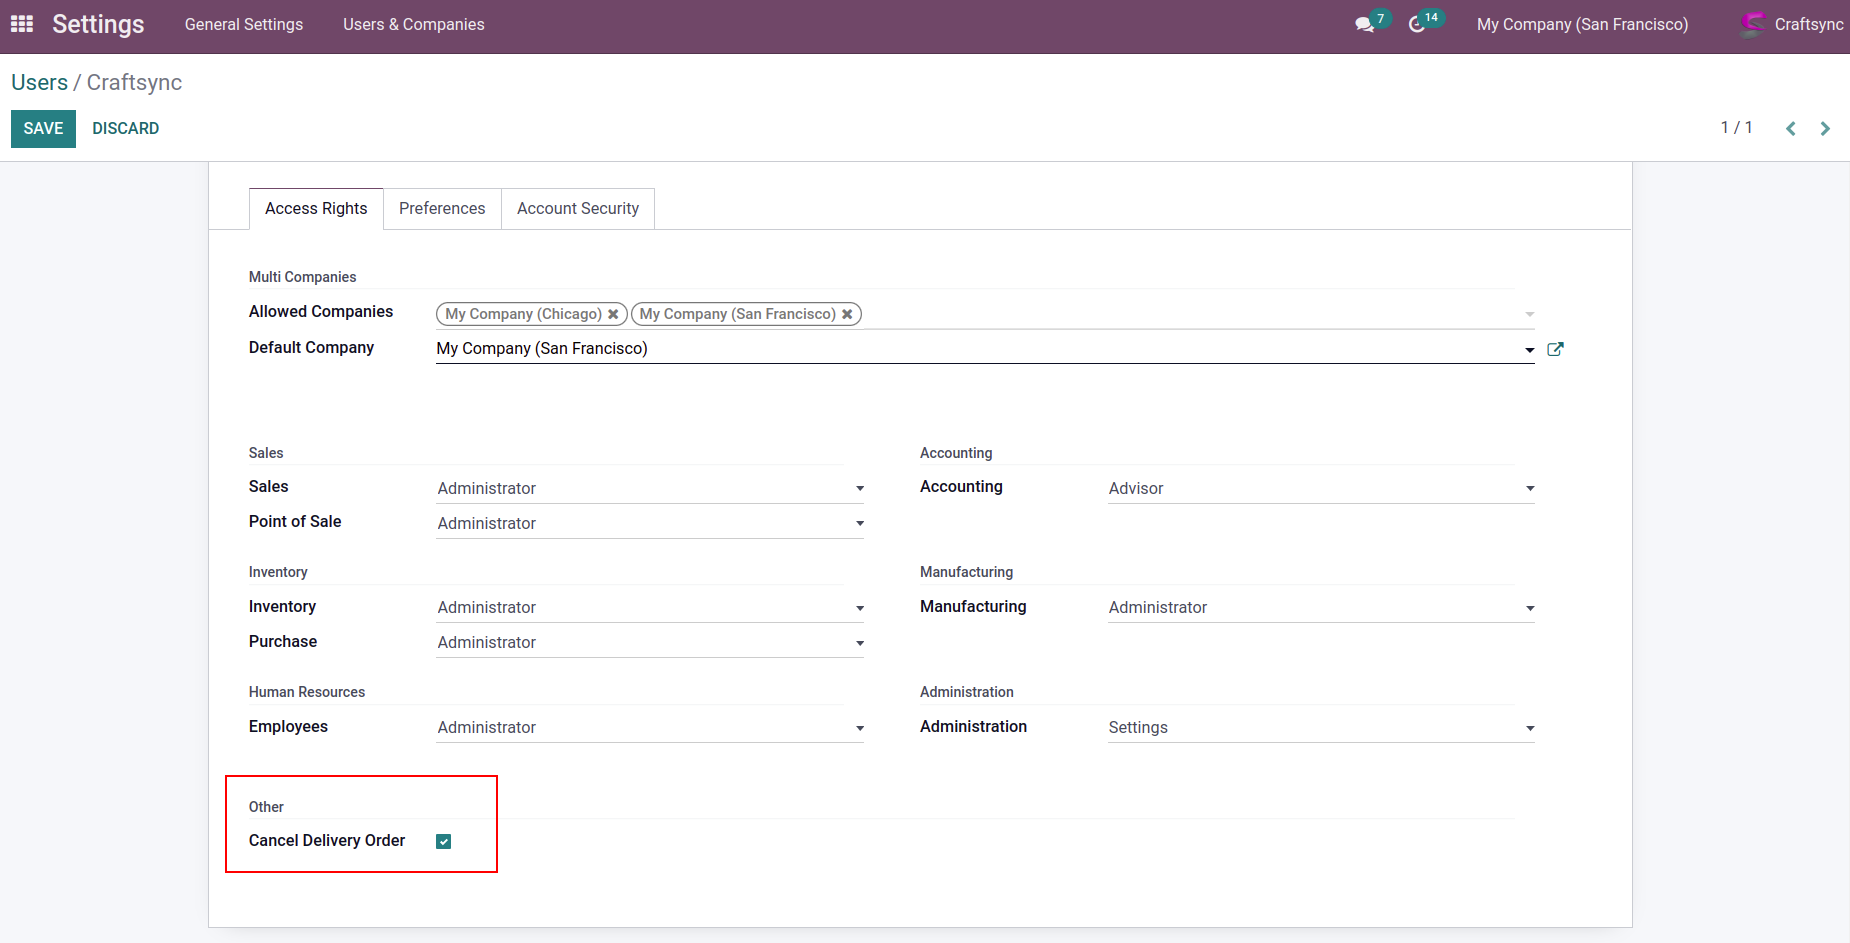 Settings General Settings Users & Companies 7 14 My Company (San Francisco) Craftsync
Users / Craftsync
SAVE DISCARD 1 / 1
Access Rights Preferences Account Security
Multi Companies
Allowed Companies My Company (Chicago) My Company (San Francisco)
Default Company My Company (San Francisco)
Sales Accounting
Sales Administrator Accounting Advisor
Point of Sale Administrator
Inventory Manufacturing
Inventory Administrator Manufacturing Administrator
Purchase Administrator
Human Resources Administration
Employees Administrator Administration Settings
Other
Cancel Delivery Order